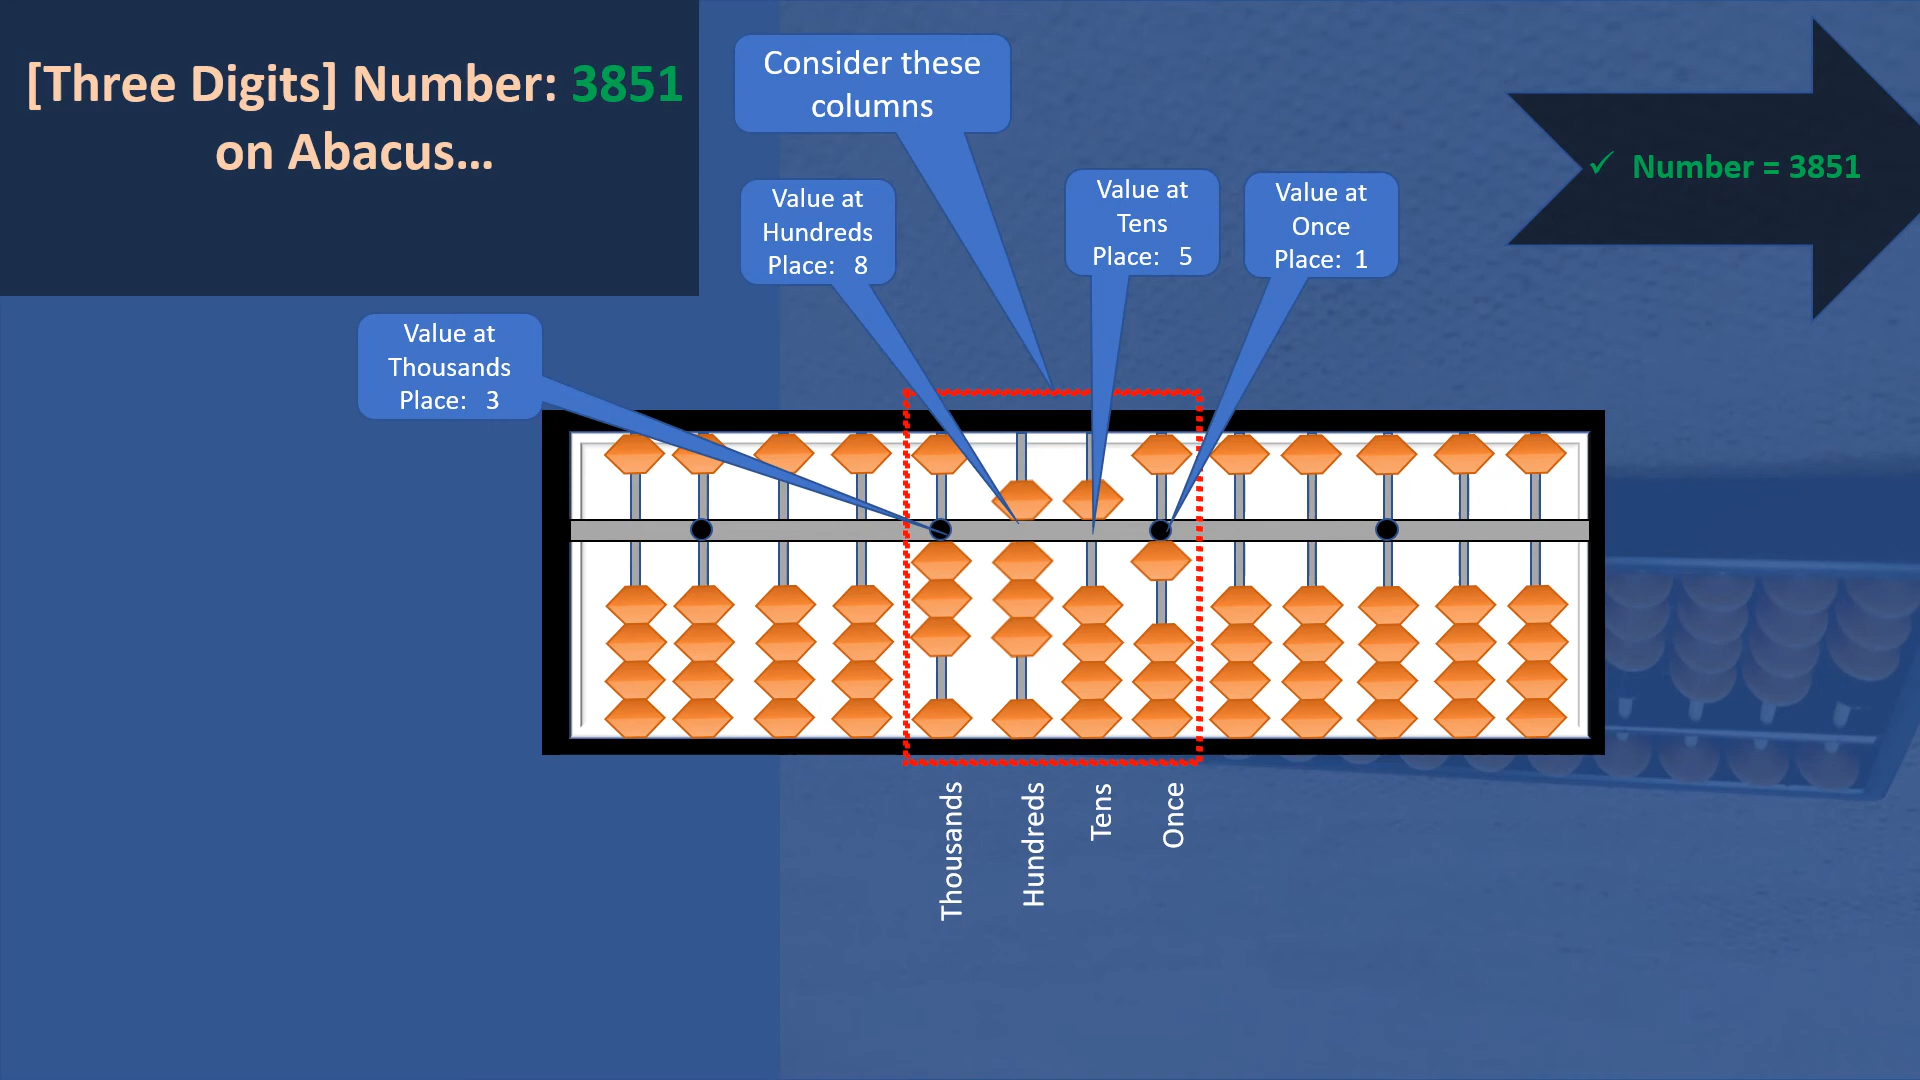 [Three Digits] Number: 3851
on Abacus...
Consider these
columns
✓ Number = 3851
Value at
Hundreds
Place: 8
Value at
Tens
Place: 5
Value at
Once
Place: 1
Value at
Thousands
Place: 3
Thousands
Hundreds
Tens
Once